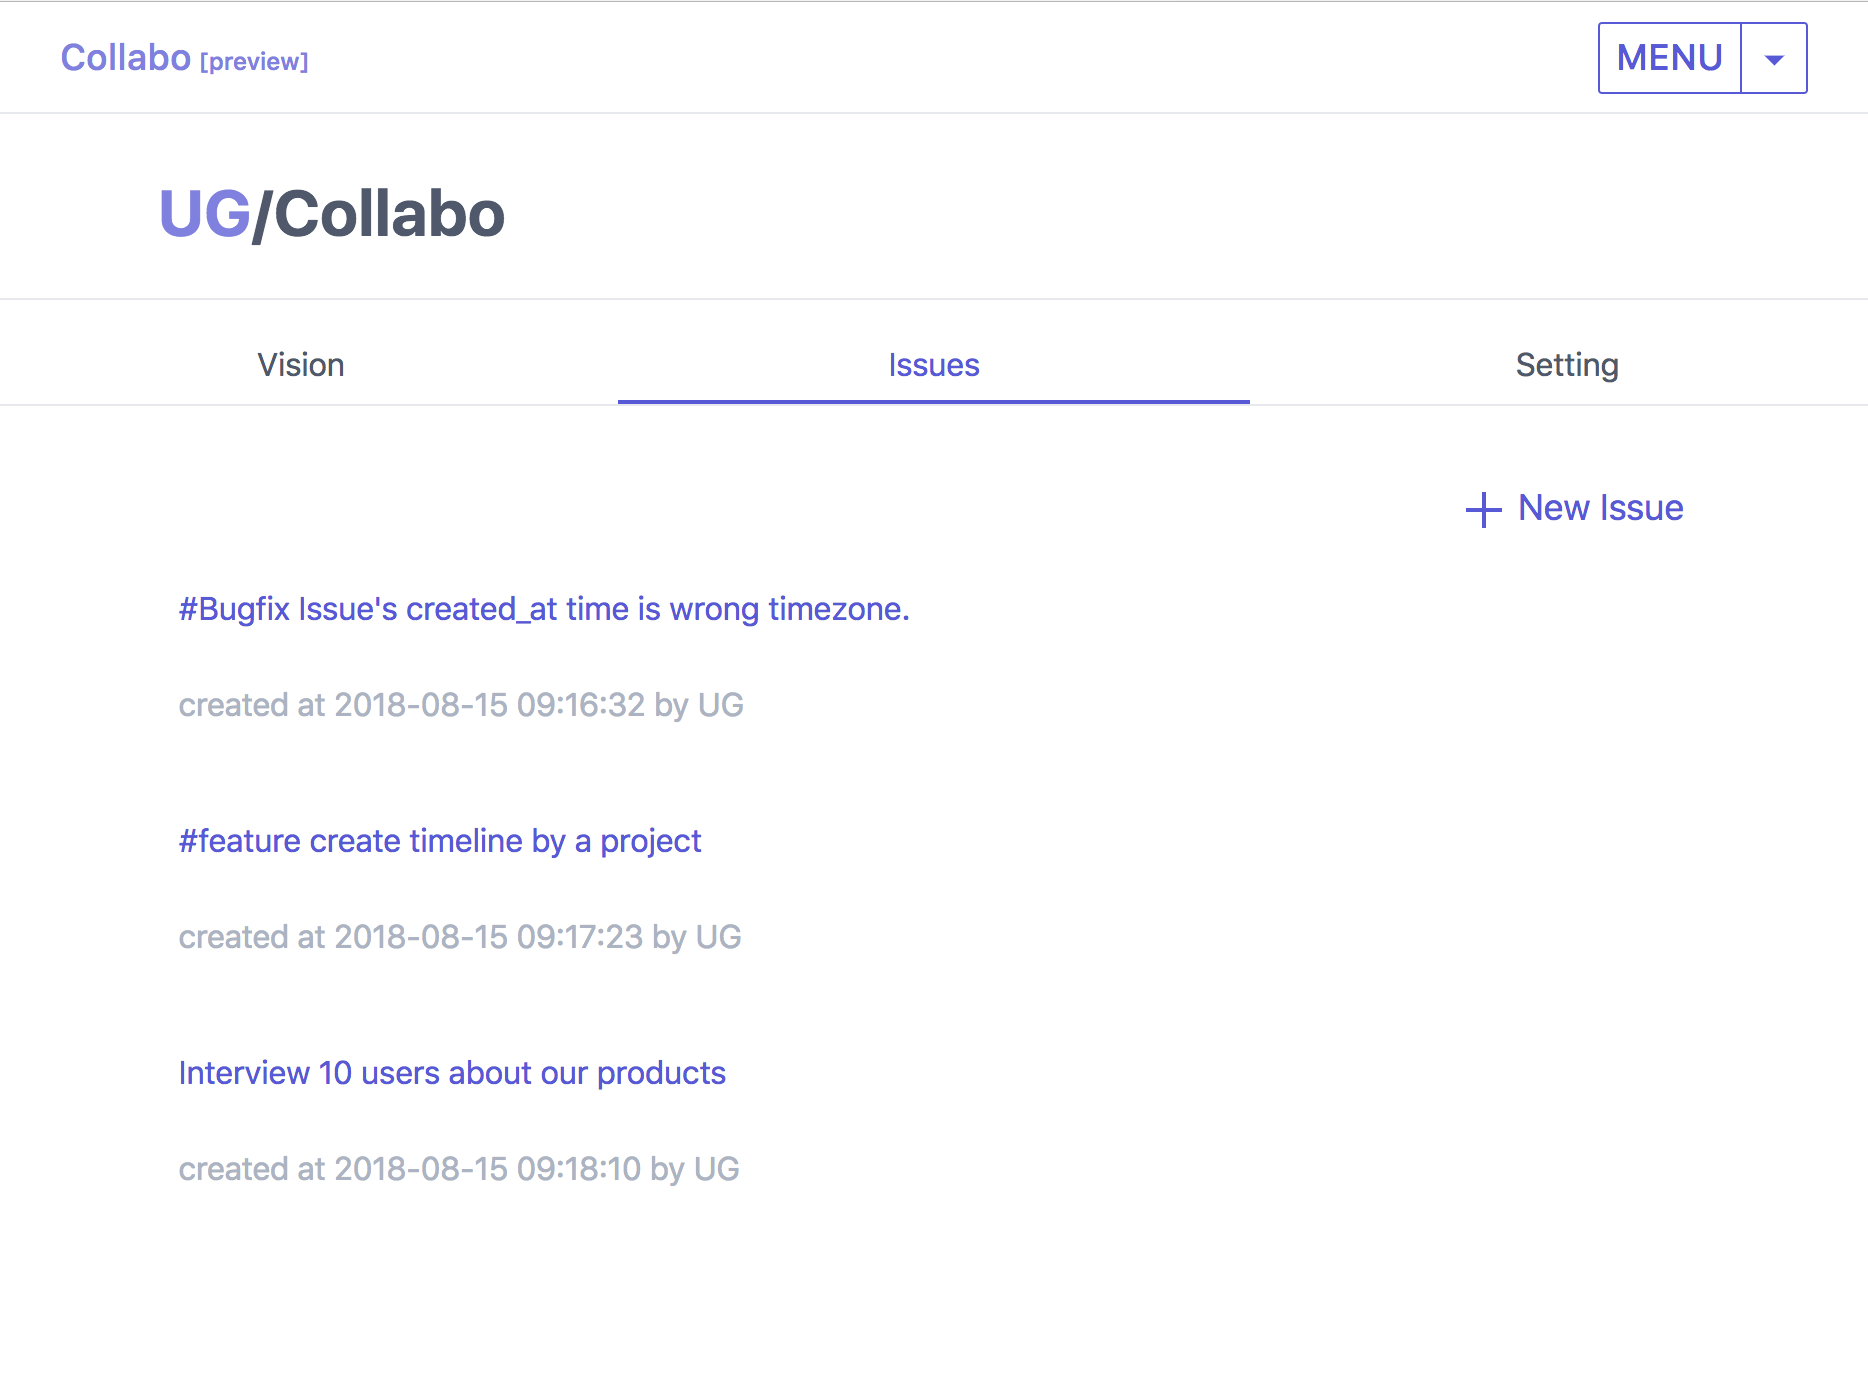 Collabo [preview]
MENU
UG/Collabo
Vision
Issues
Setting
New Issue
#Bugfix Issue's created_at time is wrong timezone.
created at 2018-08-15 09:16:32 by UG
#feature create timeline by a project
created at 2018-08-15 09:17:23 by UG
Interview 10 users about our products
created at 2018-08-15 09:18:10 by UG